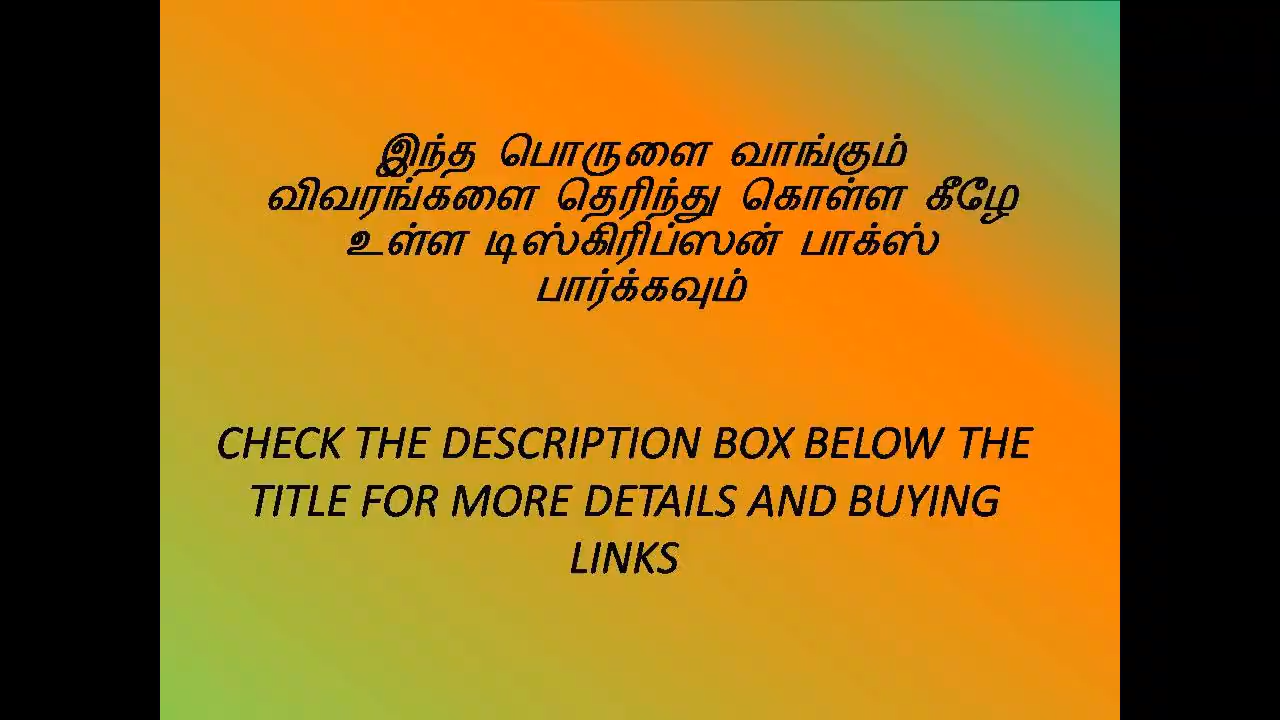 இந்த பொருளை வாங்கும்
விவரங்களை தெரிந்து கொள்ள கீழே
உள்ள டிஸ்கிரிப்ஸன் பாக்ஸ்
பார்க்கவும்
CHECK THE DESCRIPTION BOX BELOW THE
TITLE FOR MORE DETAILS AND BUYING
LINKS